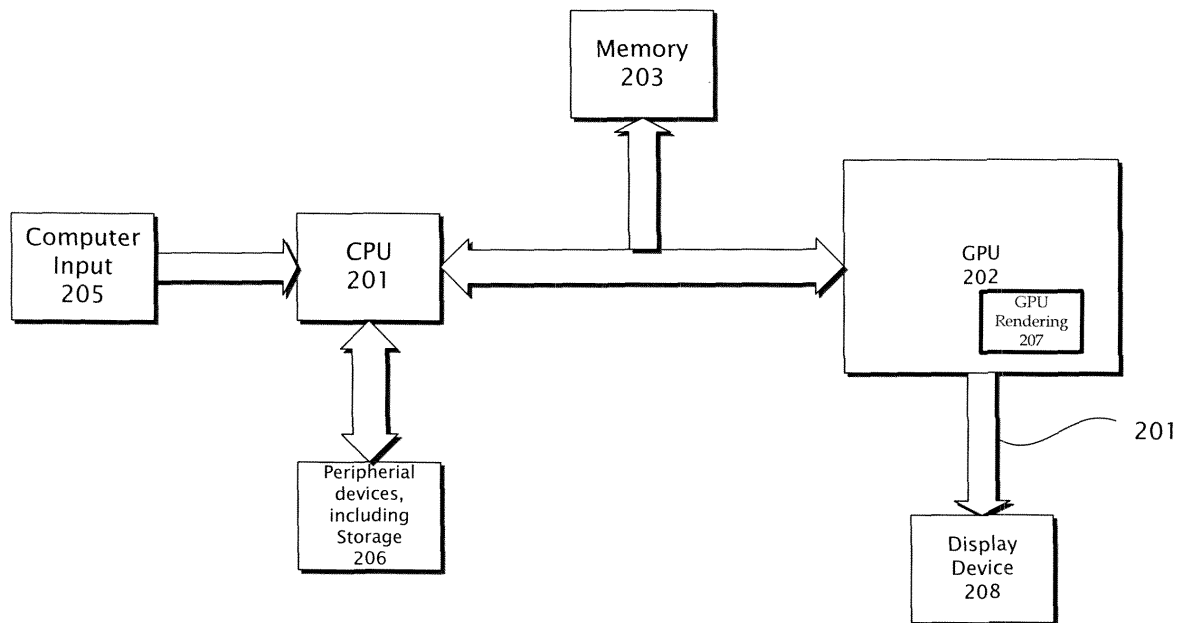 Memory
203
Computer
Input
205
CPU
201
GPU
202
GPU
Rendering
207
201
Peripherial
devices,
including
Storage
206
Display
Device
208